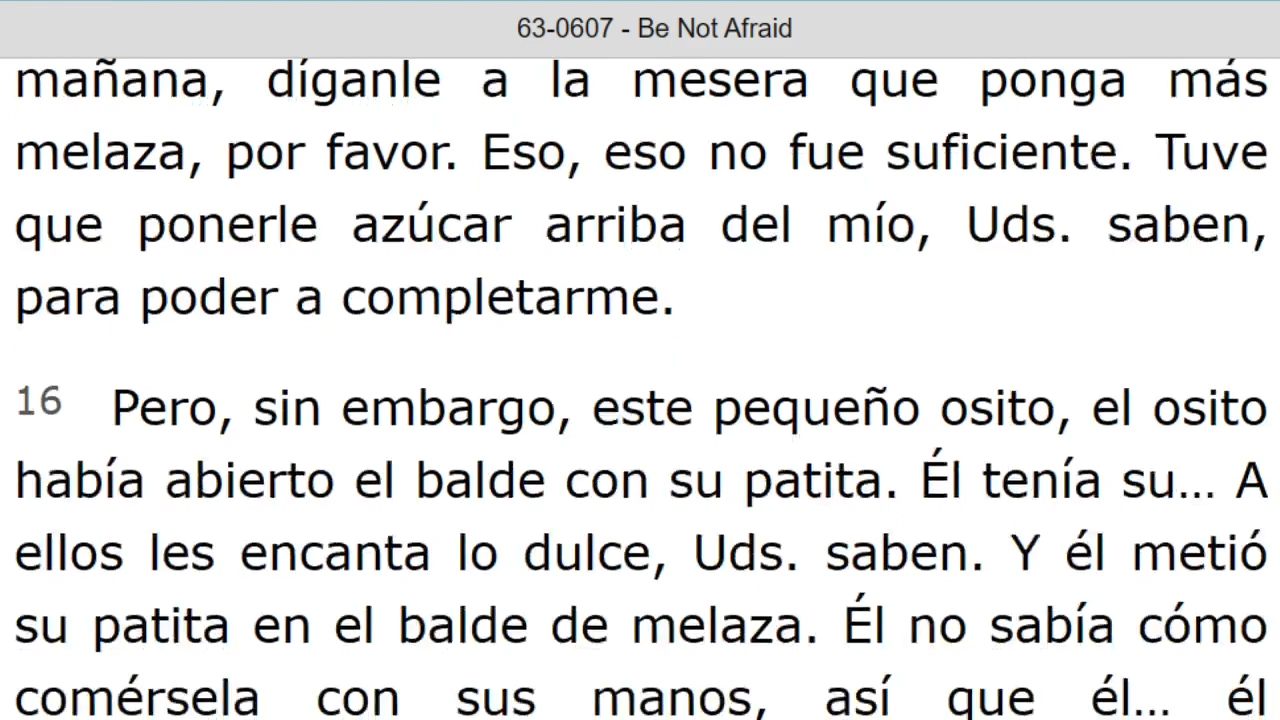 63-0607 - Be Not Afraid
mañana, díganle a la mesera que ponga más
melaza, por favor. Eso, eso no fue suficiente. Tuve
que ponerle azúcar arriba del mío, Uds. saben,
para poder a completarme.
16 Pero, sin embargo, este pequeño osito, el osito
había abierto el balde con su patita. Él tenía su... A
ellos les encanta lo dulce, Uds. saben. Y él metió
su patita en el balde de melaza. Él no sabía cómo
comérsela con sus manos, así que él... él